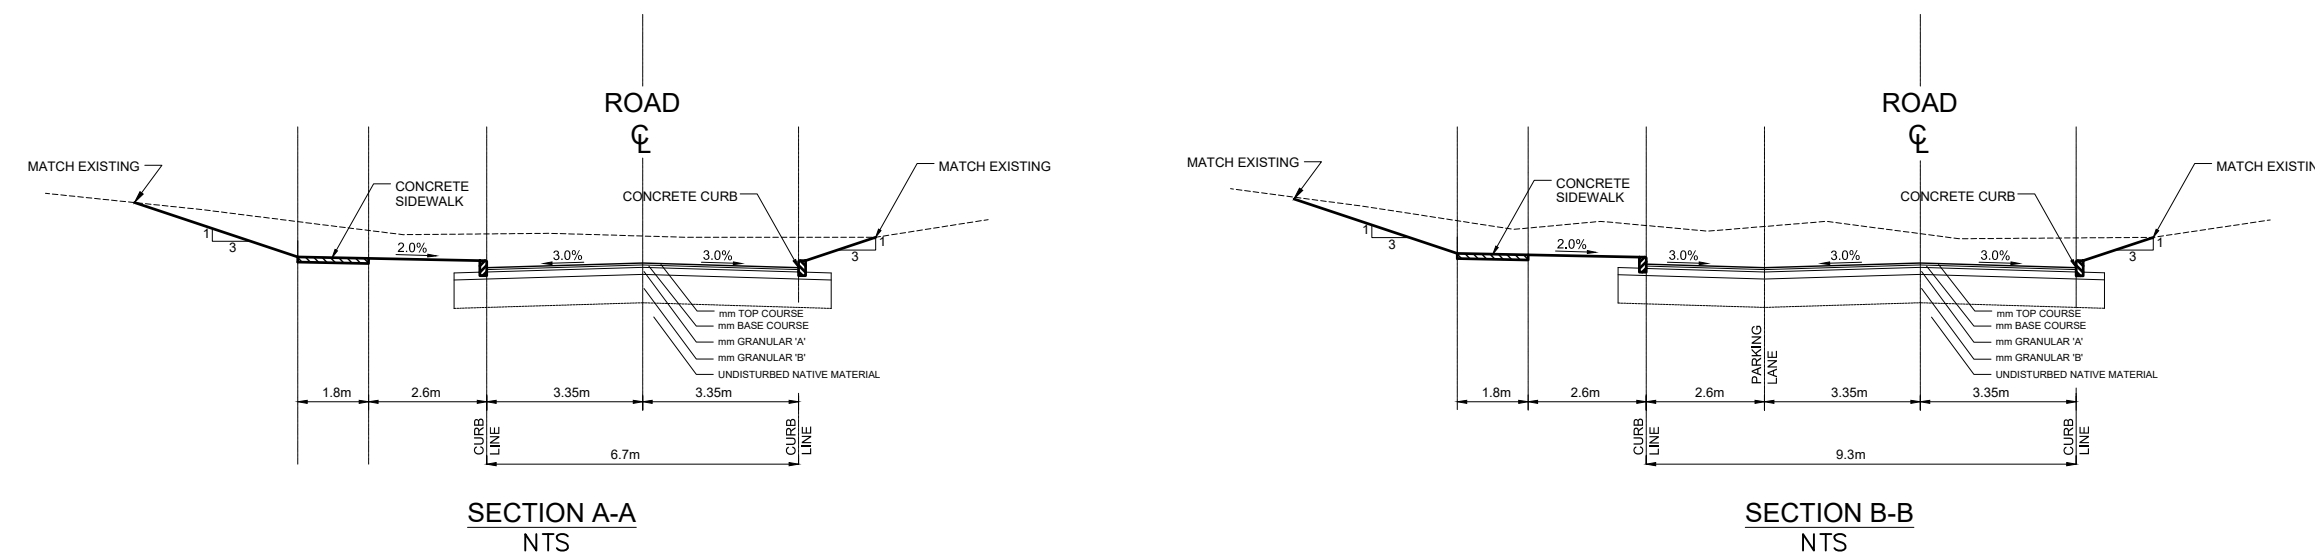 ROAD
℄
MATCH EXISTING
CONCRETE
SIDEWALK
CONCRETE CURB
MATCH EXISTING
1
3
2.0%
3.0%
3.0%
1
3
mm TOP COURSE
mm BASE COURSE
mm GRANULAR 'A'
mm GRANULAR 'B'
UNDISTURBED NATIVE MATERIAL
1.8m
2.6m
3.35m
3.35m
CURB
LINE
CURB
LINE
6.7m
SECTION A-A
NTS
ROAD
℄
MATCH EXISTING
CONCRETE
SIDEWALK
CONCRETE CURB
MATCH EXISTIN
1
3
2.0%
3.0%
3.0%
3.0%
1
3
mm TOP COURSE
mm BASE COURSE
mm GRANULAR 'A'
mm GRANULAR 'B'
UNDISTURBED NATIVE MATERIAL
PARKING
LANE
1.8m
2.6m
2.6m
3.35m
3.35m
CURB
LINE
CURB
LINE
9.3m
SECTION B-B
NTS